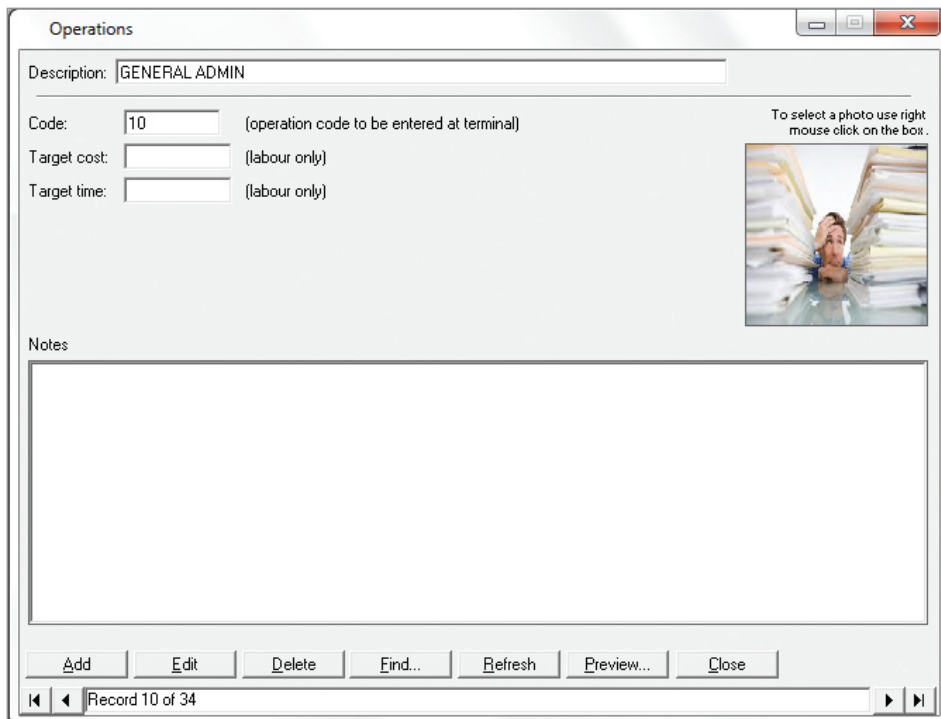 Operations
Description: GENERAL ADMIN
Code: 10 (operation code to be entered at terminal)
To select a photo use right
mouse click on the box.
Target cost: (labour only)
Target time: (labour only)
Notes
Add Edit Delete Find... Refresh Preview... Close
Record 10 of 34